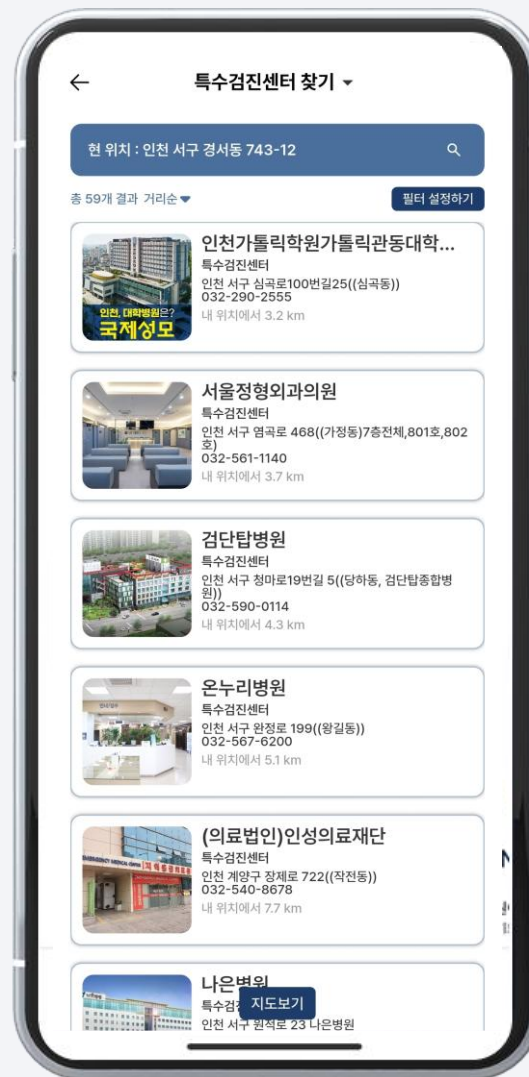 특수검진센터 찾기
현 위치 : 인천 서구 경서동 743-12
총 59개 결과 거리순
필터 설정하기
인천가톨릭학원가톨릭관동대학...
특수검진센터
인천 서구 심곡로100번길25((심곡동))
032-290-2555
내 위치에서 3.2 km
인천, 대학병원은?
국제성모
서울정형외과의원
특수검진센터
인천 서구 염곡로 468((가정동)7층전체,801호,802
호)
032-561-1140
내 위치에서 3.7 km
검단탑병원
특수검진센터
인천 서구 청마로19번길 5((당하동, 검단탑종합병
원))
032-590-0114
내 위치에서 4.3 km
온누리병원
특수검진센터
인천 서구 완정로 199((왕길동))
032-567-6200
내 위치에서 5.1 km
(의료법인)인성의료재단
특수검진센터
인천 계양구 장제로 722((작전동))
032-540-8678
내 위치에서 7.7 km
EMERGENCY MEDICAL CENTER
나은병원
특수검
지도보기
인천 서구 원적로 23 나은병원